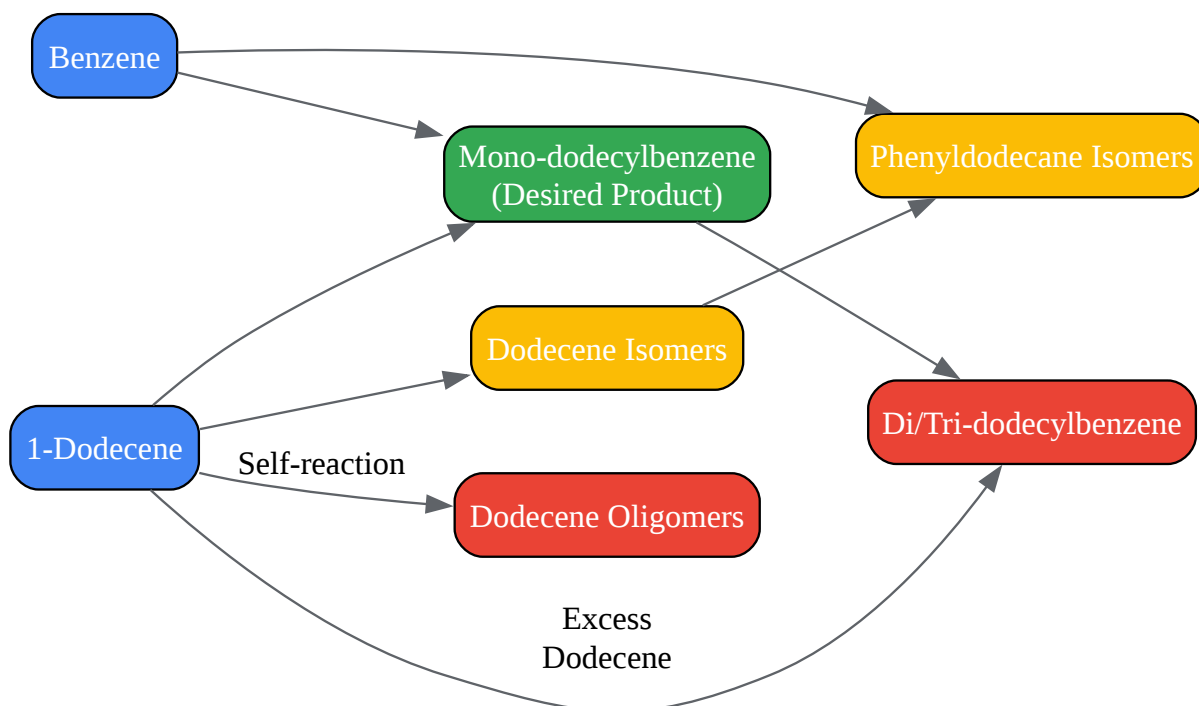 Benzene
Mono-dodecylbenzene
(Desired Product)
Phenyldodecane Isomers
Dodecene Isomers
1-Dodecene
Self-reaction
Di/Tri-dodecylbenzene
Dodecene Oligomers
Excess
Dodecene